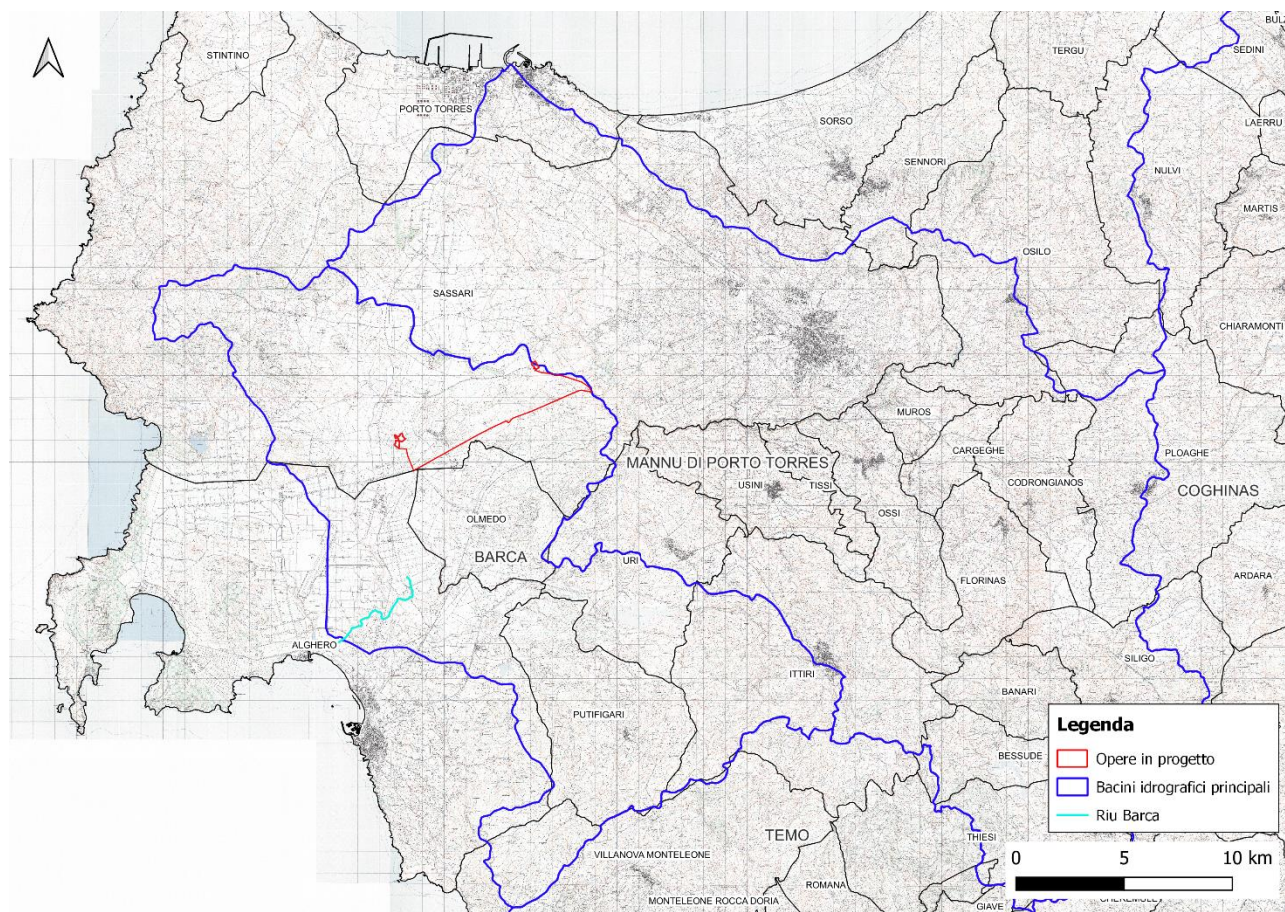 STINTINO
TERGU
SEDINI
PORTO TORRES
SORSO
LAERRU
SENNORI
NULVI
MARTIS
OSILO
SASSARI
CHIARAMONTI
MUROS
CARGEGHE
PLOAGHE
MANNU DI PORTO TORRES
USINI
TISSI
CODRONGIANOS
COGHINAS
OSSI
OLMEDO
BARCA
URI
FLORINAS
ARDARA
ALGHERO
SILIGO
ITTIRI
BANARI
PUTIFIGARI
BESSUDE
TEMO
THIESI
VILLANOVA MONTELEONE
ROMANA
MONTELEONE ROCCA DORIA
GIAVE
Legenda
Opere in progetto
Bacini idrografici principali
Riu Barca
0 5 10 km